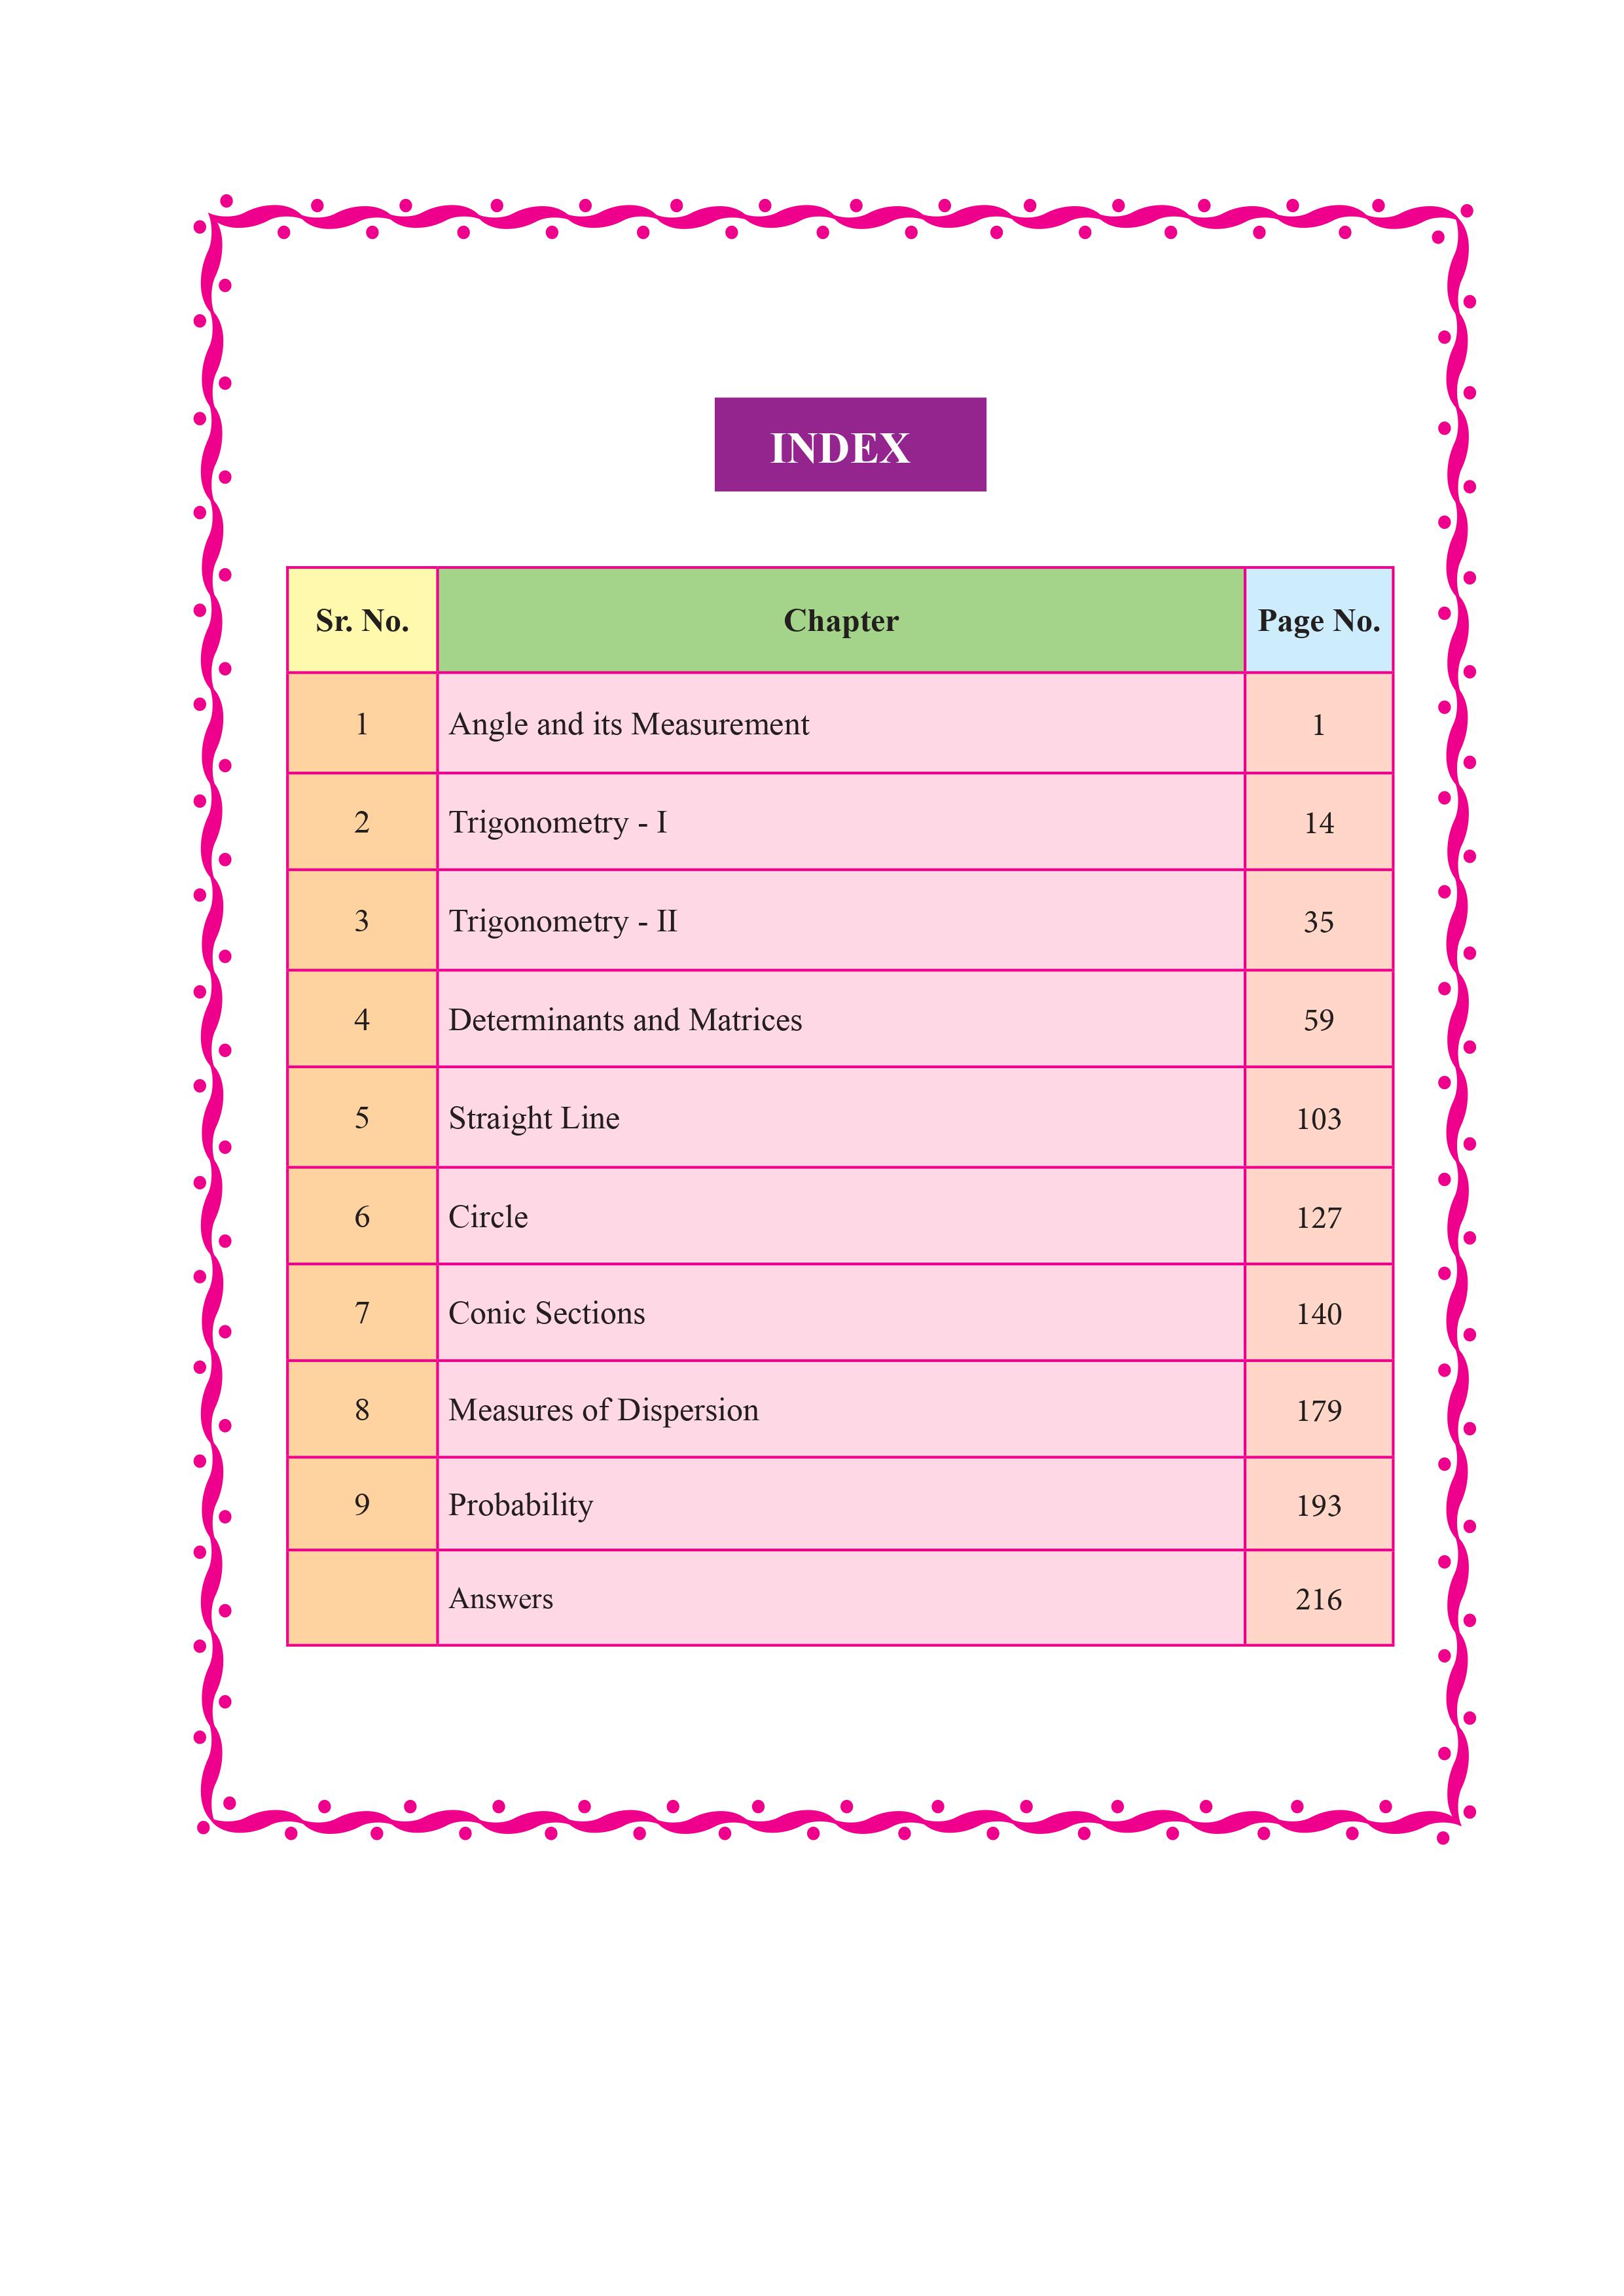 INDEX
Sr. No. Chapter Page No.
1 Angle and its Measurement 1
2 Trigonometry - I 14
3 Trigonometry - II 35
4 Determinants and Matrices 59
5 Straight Line 103
6 Circle 127
7 Conic Sections 140
8 Measures of Dispersion 179
9 Probability 193
Answers 216